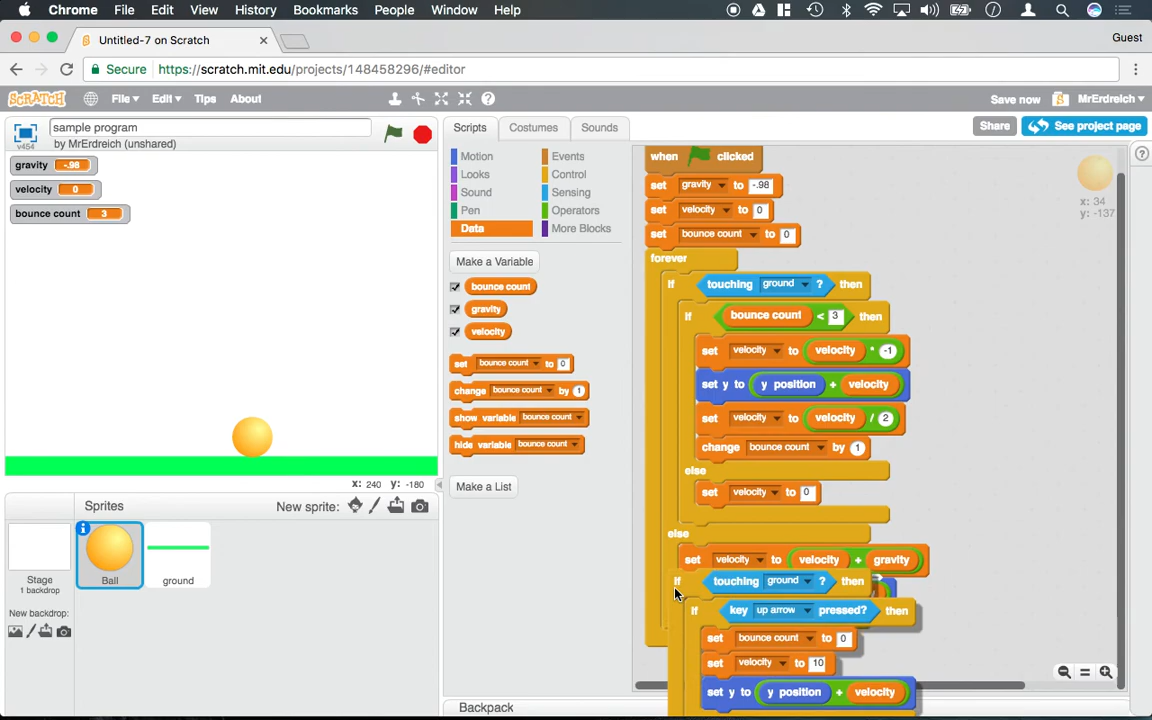 Chrome File Edit View History Bookmarks People Window Help
Untitled-7 on Scratch
Guest
Secure https://scratch.mit.edu/projects/148458296/#editor
SCRATCH File Edit Tips About Save now MrErdreich
v454
sample program
by MrErdreich (unshared)
Scripts Costumes Sounds
Share See project page
gravity -.98
velocity 0
bounce count 3
Motion Events
Looks Control
Sound Sensing
Pen Operators
Data More Blocks
Make a Variable
bounce count
gravity
velocity
set bounce count to 0
change bounce count by 1
show variable bounce count
hide variable bounce count
Make a List
when clicked
set gravity to -.98
set velocity to 0
set bounce count to 0
forever
if touching ground ? then
if bounce count < 3 then
set velocity to velocity * -1
set y to y position + velocity
set velocity to velocity / 2
change bounce count by 1
else
set velocity to 0
else
set velocity to velocity + gravity
if touching ground ? then
if key up arrow pressed? then
set bounce count to 0
set velocity to 10
set y to y position + velocity
x: 34
y: -137
x: 240 y: -180
Sprites New sprite:
Stage
1 backdrop
New backdrop:
Ball
ground
Backpack